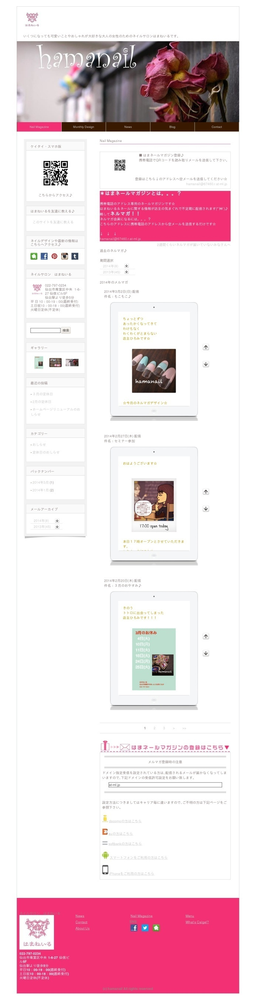 はまねいる
いくつになっても可愛いことやおしゃれが大好きな大人の女性のためのネイルサロンはまねいるです。
hamanail
Nail Magazine
Monthly Design
News
Blog
Contact
ケイタイ・スマホ版
こちらからアクセス♪
はまねいるを友達に教える♪
このサイトを友達に教える
ネイルデザインや最新の情報は
こちらへアクセス♪
ネイルサロン　はまねいる
はまねいる
022-797-0234
仙台市青葉区中央 1-6-
27 仙信ビル5F
仙台駅より徒歩5分
平 日 10：00-19：00(最終受付)
土日祝10：00-18：00(最終受付)
火曜日定休(不定休)
検索
ギャラリー
最近の投稿
- ３月の定休日
- 2月の定休日
- ホームページリニューアルのお
しらせ
カテゴリー
- おしらせ
- 定休日のおしらせ
バックナンバー
- 2014年3月 (1)
- 2014年1月 (2)
メールアーカイブ
2014年(8)
2013年(45)
Nail Magazine
■ はまネールマガジン登録♪
携帯電話でQRコードを読み取りメールを送信して下さい。
登録はこちら↓のアドレスへ空メールを送信してください☆
hamanail@67460.r.at-ml.jp
＊はまネールマガジンとは。。。？
携帯電話のアドレス専用のネールマガジンです☆
はまねいる＆ネールに関する情報が店主の気まぐれで不定期に配信されます(*´艸`)♪
略してネルマガ！！
ネルマガ会員になるには。。。？
こちらのアドレスに携帯電話のアドレスから空メールを送信するだけです☆
↓ ↓ ↓
hamanail@67460.r.at-ml.jp
2週間くらいネルマガが届いていないみなさんへ
過去のネルマガ♪
期間選択
2014年(8)
2013年(45)
2014年のメルマガ
2014年3月2日(日) 配信
件名：もこもこ♪
ちょっとずつ
あったかくなってきて
わけもなく
わくわくがとまらない
店主ひろみです☆
hamanail
☆今月のネルマガデザイン☆
2014年2月27日(木) 配信
件名：セミナー参加
おはようございます☆
17:00 open today
本日１７時オープンとさせていただきま
す。
2014年2月20日(木) 配信
件名：３月のおやすみ♪
きのう
トトロに出会ってしまった
店主ひろみです！！！
3月のお休み
4日(火)
10日(月)
11日(火)
18日(火)
24日(月)
25日(火)
hamanail
はまねいる
1 2 3 > >>
はまネールマガジンの登録はこちら▼
メルマガ登録時の注意
ドメイン指定受信を設定されている方は､配信されるメールが届かなくなってしま
いますので､下記ドメインの受信許可設定をお願い致します。
at-ml.jp
設定方法につきましてはキャリア毎に違いますので､ご不明の方は下記ページをご
参照下さい。
docomoの方はこちら
auの方はこちら
softbankの方はこちら
スマートフォンをご利用の方はこちら
iPhoneをご利用の方はこちら
ネイルサロン はまねいる
はまねいる
022-797-0234
仙台市青葉区中央 1-6-27 仙信ビ
ル5F
仙台駅より徒歩5分
平日10：00-19：00(最終受付)
土日祝10：00-18：00(最終受付)
火曜日定休(不定休)
News
Contact
About Us
Nail Magazine
SNS
Menu
What's Calgel?
(c) hamanail All rights reserved